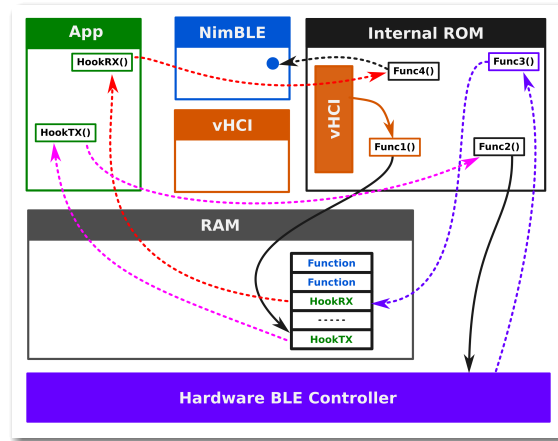 App
NimBLE
Internal ROM
HookRX()
Func3()
Func4()
vHCI
vHCI
HookTX()
Func1()
Func2()
RAM
Function
Function
HookRX
-----
HookTX
Hardware BLE Controller